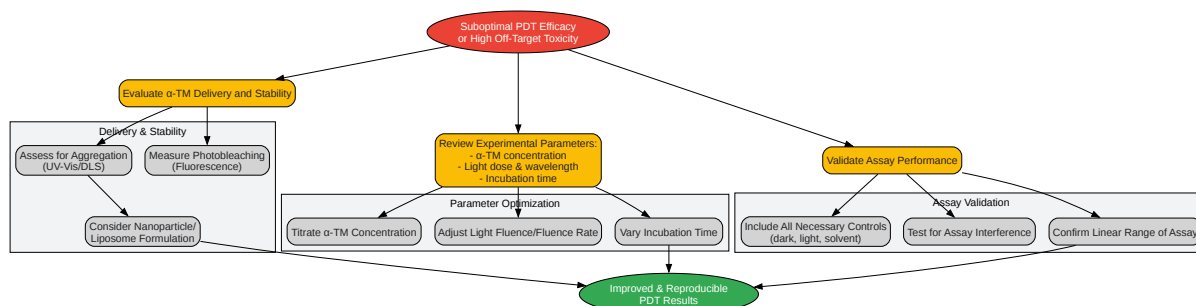 Suboptimal PDT Efficacy
or High Off-Target Toxicity
Evaluate α-TM Delivery and Stability
Delivery & Stability
Assess for Aggregation
(UV-Vis/DLS)
Measure Photobleaching
(Fluorescence)
Consider Nanoparticle/
Liposome Formulation
Review Experimental Parameters:
- α-TM concentration
- Light dose & wavelength
- Incubation time
Parameter Optimization
Titrate α-TM Concentration
Adjust Light Fluence/Fluence Rate
Vary Incubation Time
Validate Assay Performance
Assay Validation
Include All Necessary Controls
(dark, light, solvent)
Test for Assay Interference
Confirm Linear Range of Assay
Improved & Reproducible
PDT Results